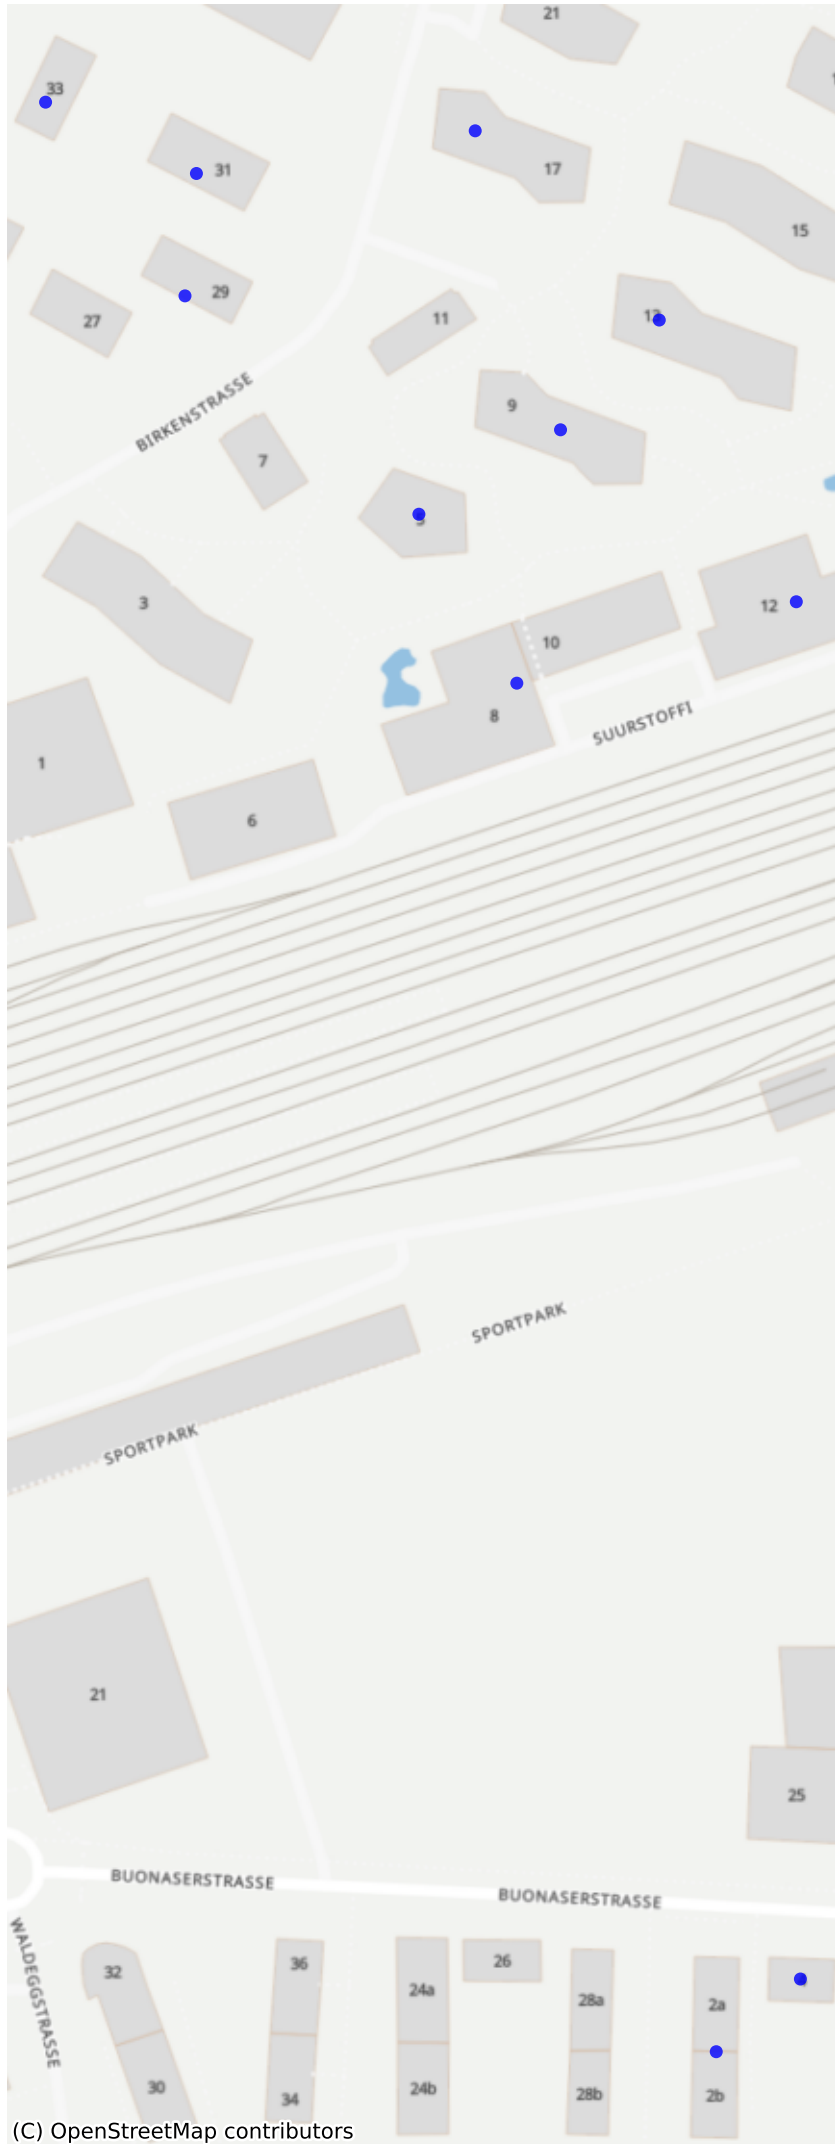 21
33
17
31
15
29
11
27
9
BIRKENSTRASSE
7
3
12
10
SUURSTOFFI
8
1
6
SPORTPARK
SPORTPARK
21
25
BUONASERSTRASSE
BUONASERSTRASSE
WALDEGGSTRASSE
36
26
32
24a
28a
2a
30
24b
28b
2b
34
(C) OpenStreetMap contributors